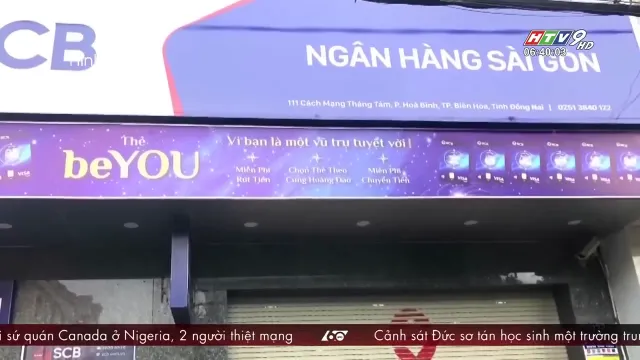 SCB
NGÂN HÀNG SÀI GÒN
HTV9 HD
06:40:03
111 Cách Mạng Tháng Tám, P. Hoà Bình, TP. Biên Hòa, Tỉnh Đồng Nai | 0251 3840 123
Thẻ
beYOU
Vì bạn là một vũ trụ tuyệt vời!
Miễn Phí
Rút Tiền
Chọn Thẻ Theo
Cung Hoàng Đạo
Miễn Phí
Chuyển Tiền
VISA
i sứ quán Canada ở Nigeria, 2 người thiệt mạng
60
Cảnh sát Đức sơ tán học sinh một trường tru
SCB